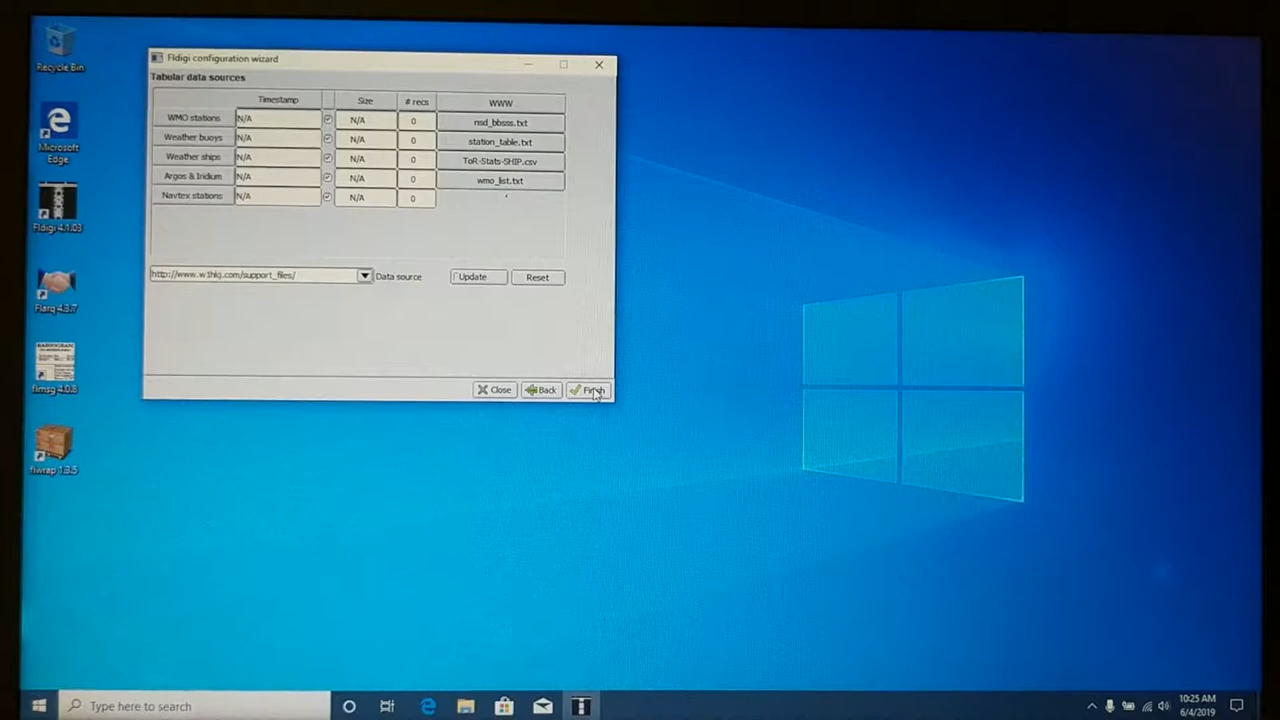 Recycle Bin
Microsoft
Edge
Fldigi 4.1.03
Flarq 4.3.7
flmsg 4.0.8
flwrap 1.3.5
Fldigi configuration wizard
Tabular data sources
Timestamp Size # recs WWW
WMO stations N/A N/A 0 nsd_bbsss.txt
Weather buoys N/A N/A 0 station_table.txt
Weather ships N/A N/A 0 ToR-Stats-SHIP.csv
Argos & Iridium N/A N/A 0 wmo_list.txt
Navtex stations N/A N/A 0
http://www.w1hkj.com/support_files/ Data source Update Reset
Close Back Finish
Type here to search
10:25 AM
6/4/2019